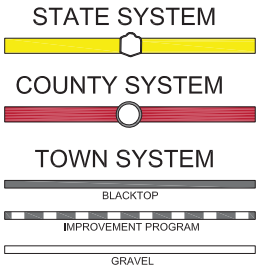 STATE SYSTEM
COUNTY SYSTEM
TOWN SYSTEM
BLACKTOP
IMPROVEMENT PROGRAM
GRAVEL